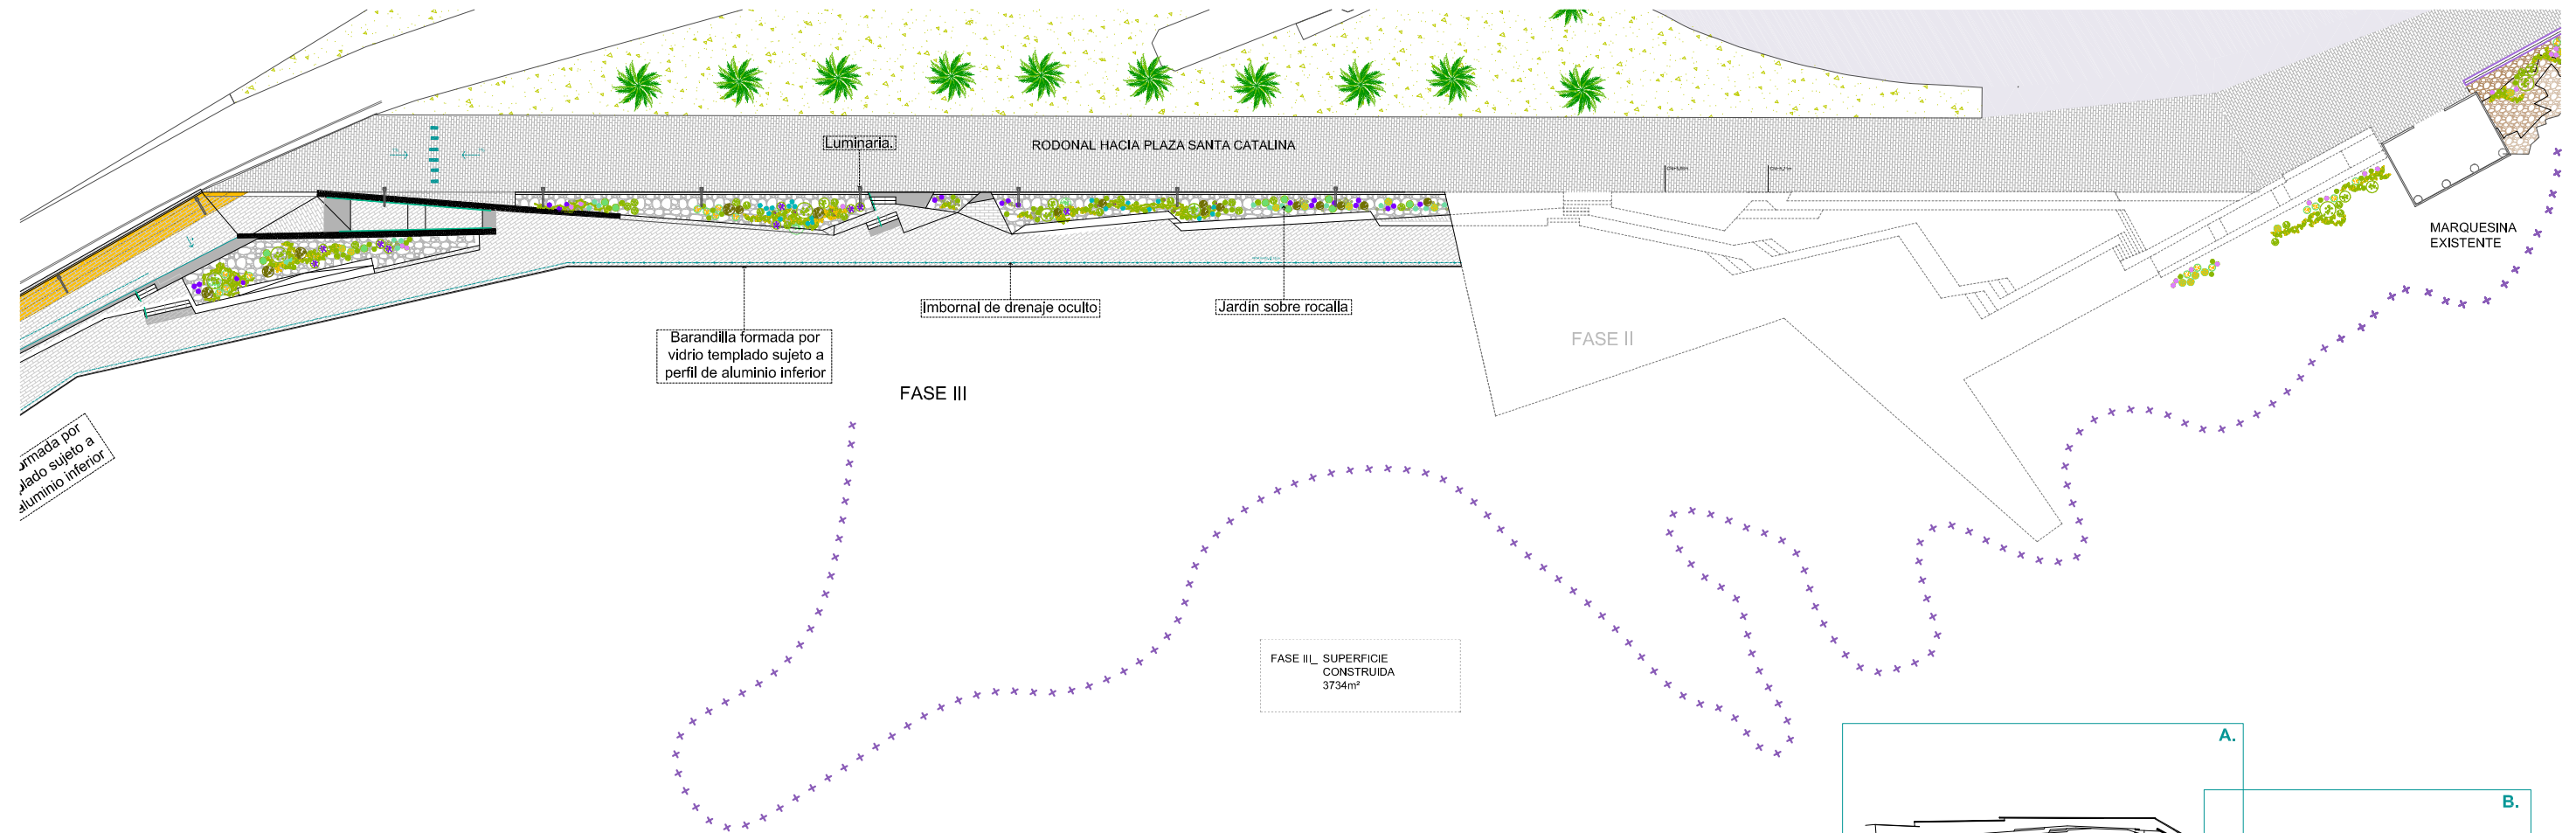 Luminaria.
RODONAL HACIA PLAZA SANTA CATALINA
MARQUESINA
EXISTENTE
Imbornal de drenaje oculto
Jardin sobre rocalla
Barandilla formada por
vidrio templado sujeto a
perfil de aluminio inferior
FASE II
FASE III
ormada por
plado sujeto a
aluminio inferior
FASE III_ SUPERFICIE
CONSTRUIDA
3734m²
A.
B.